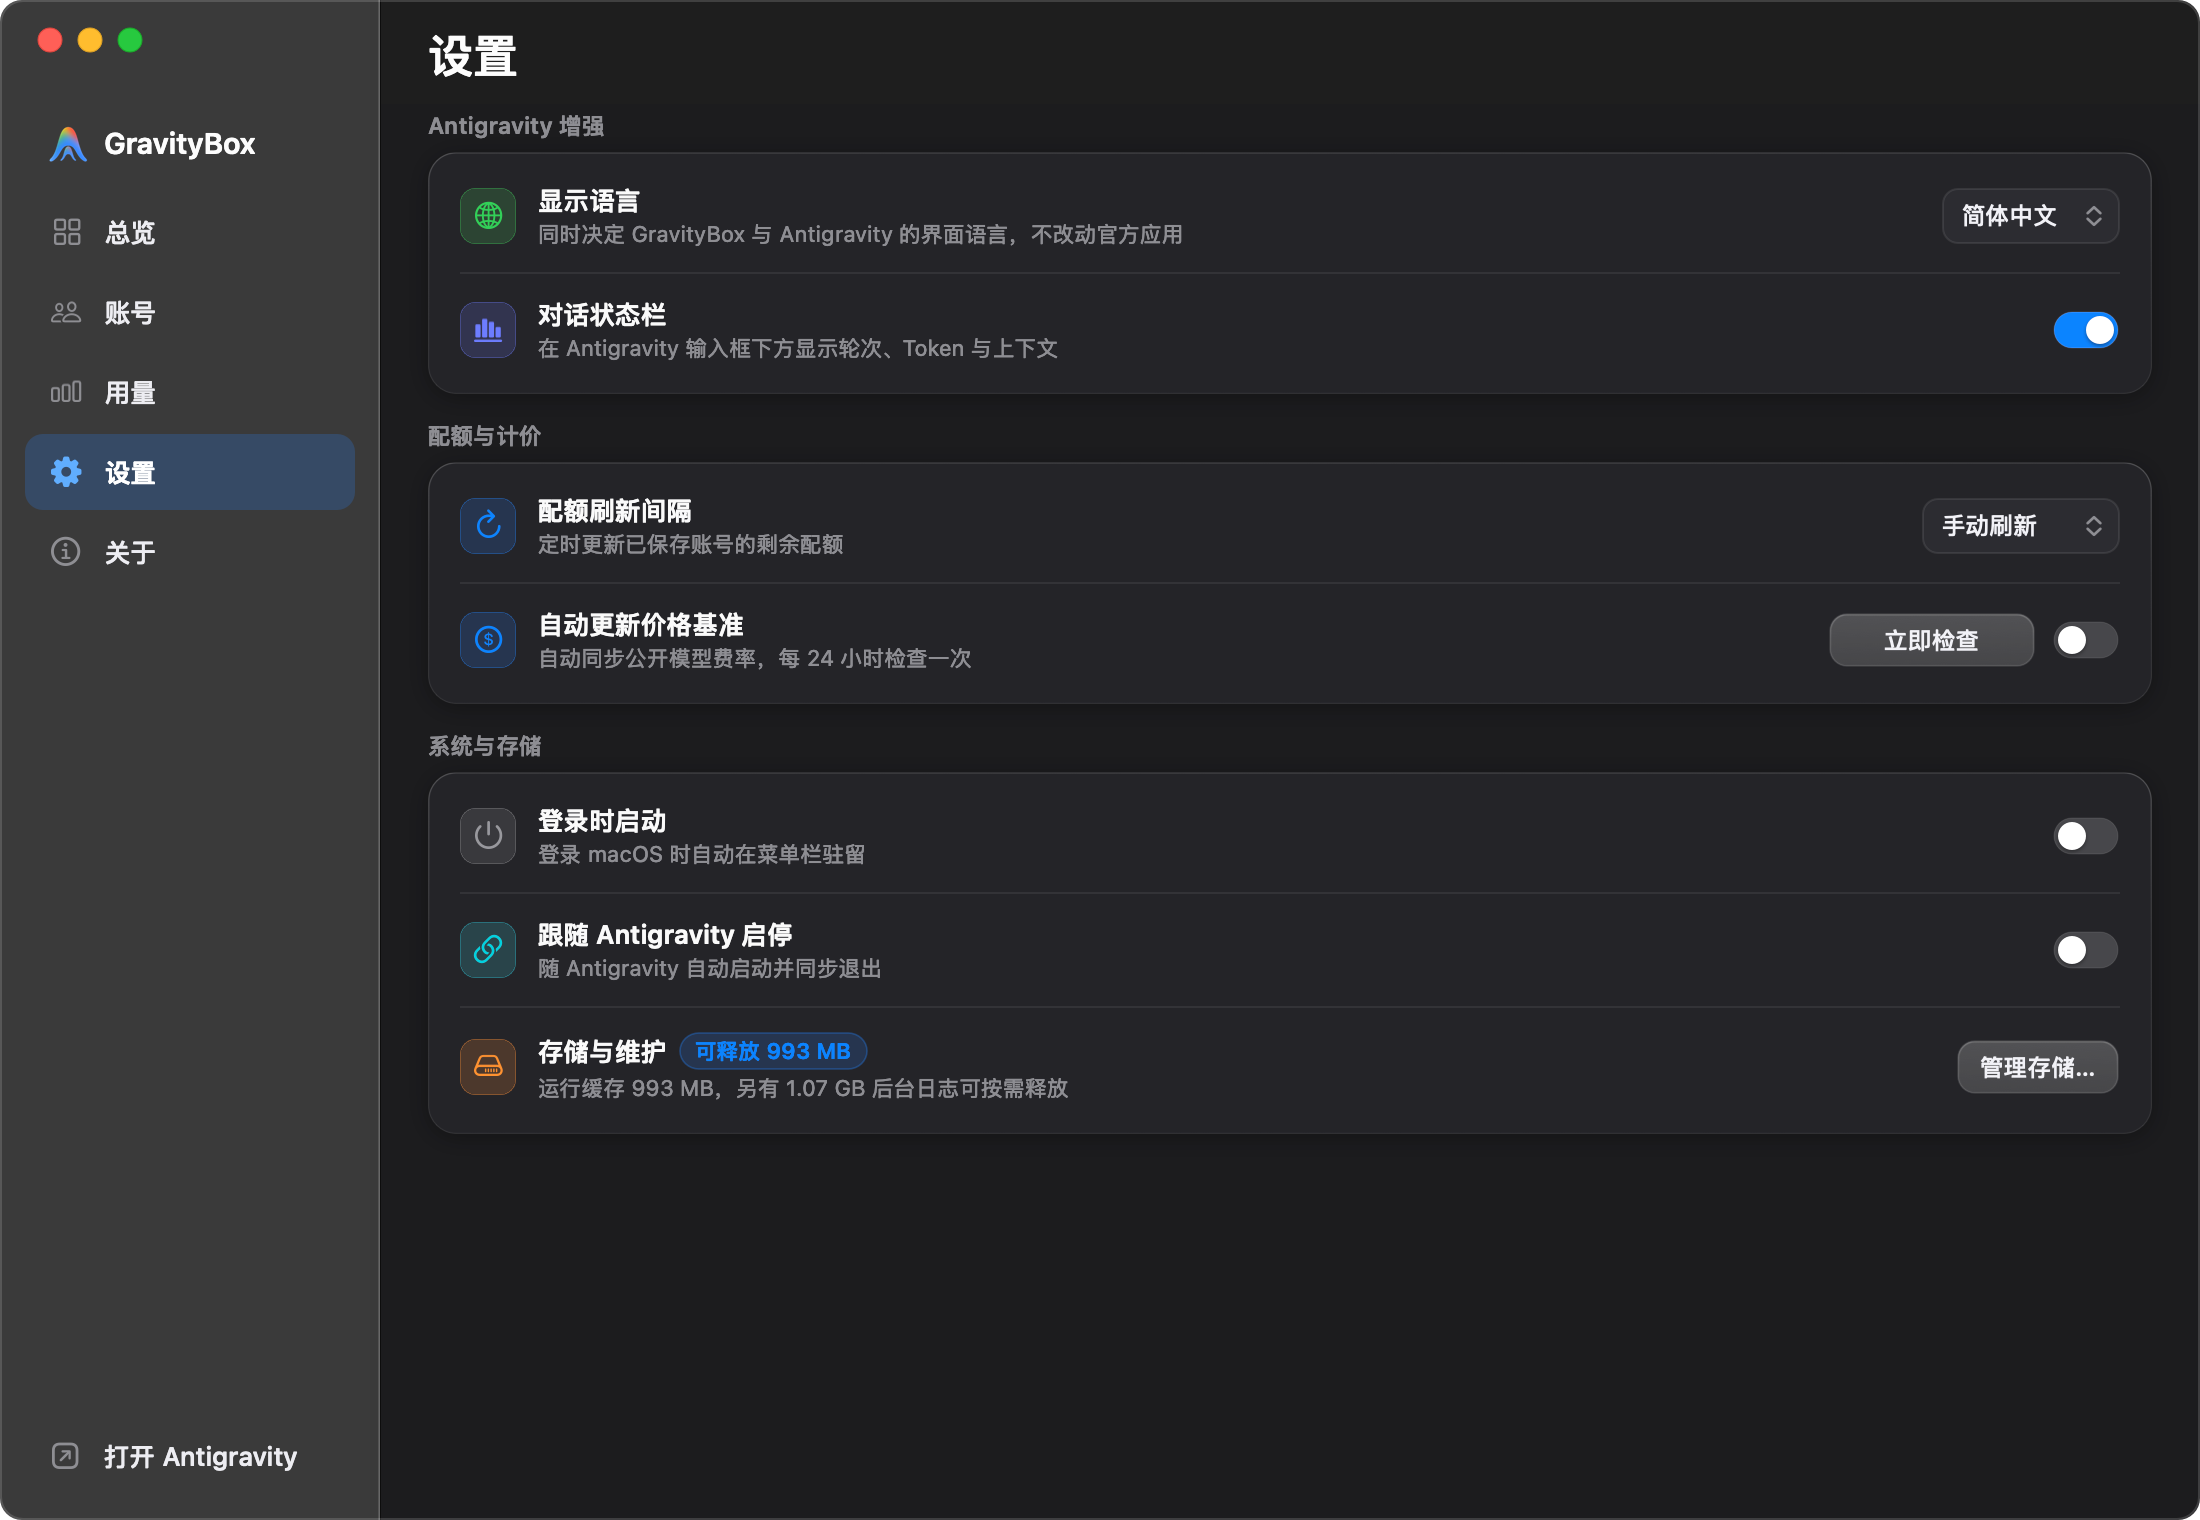 GravityBox
总览
账号
用量
设置
关于
打开 Antigravity
设置
Antigravity 增强
显示语言
同时决定 GravityBox 与 Antigravity 的界面语言，不改动官方应用
简体中文
对话状态栏
在 Antigravity 输入框下方显示轮次、Token 与上下文
配额与计价
配额刷新间隔
定时更新已保存账号的剩余配额
手动刷新
自动更新价格基准
自动同步公开模型费率，每 24 小时检查一次
立即检查
系统与存储
登录时启动
登录 macOS 时自动在菜单栏驻留
跟随 Antigravity 启停
随 Antigravity 自动启动并同步退出
存储与维护 可释放 993 MB
运行缓存 993 MB，另有 1.07 GB 后台日志可按需释放
管理存储...